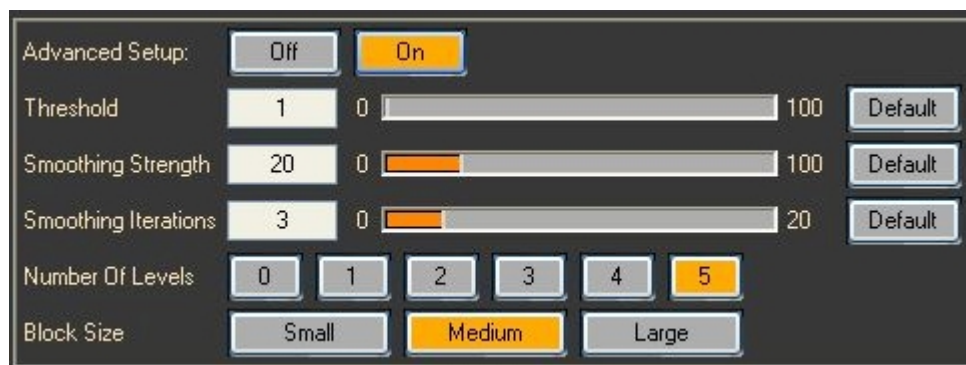 Advanced Setup: Off On
Threshold 1 0 100 Default
Smoothing Strength 20 0 100 Default
Smoothing Iterations 3 0 20 Default
Number Of Levels 0 1 2 3 4 5
Block Size Small Medium Large